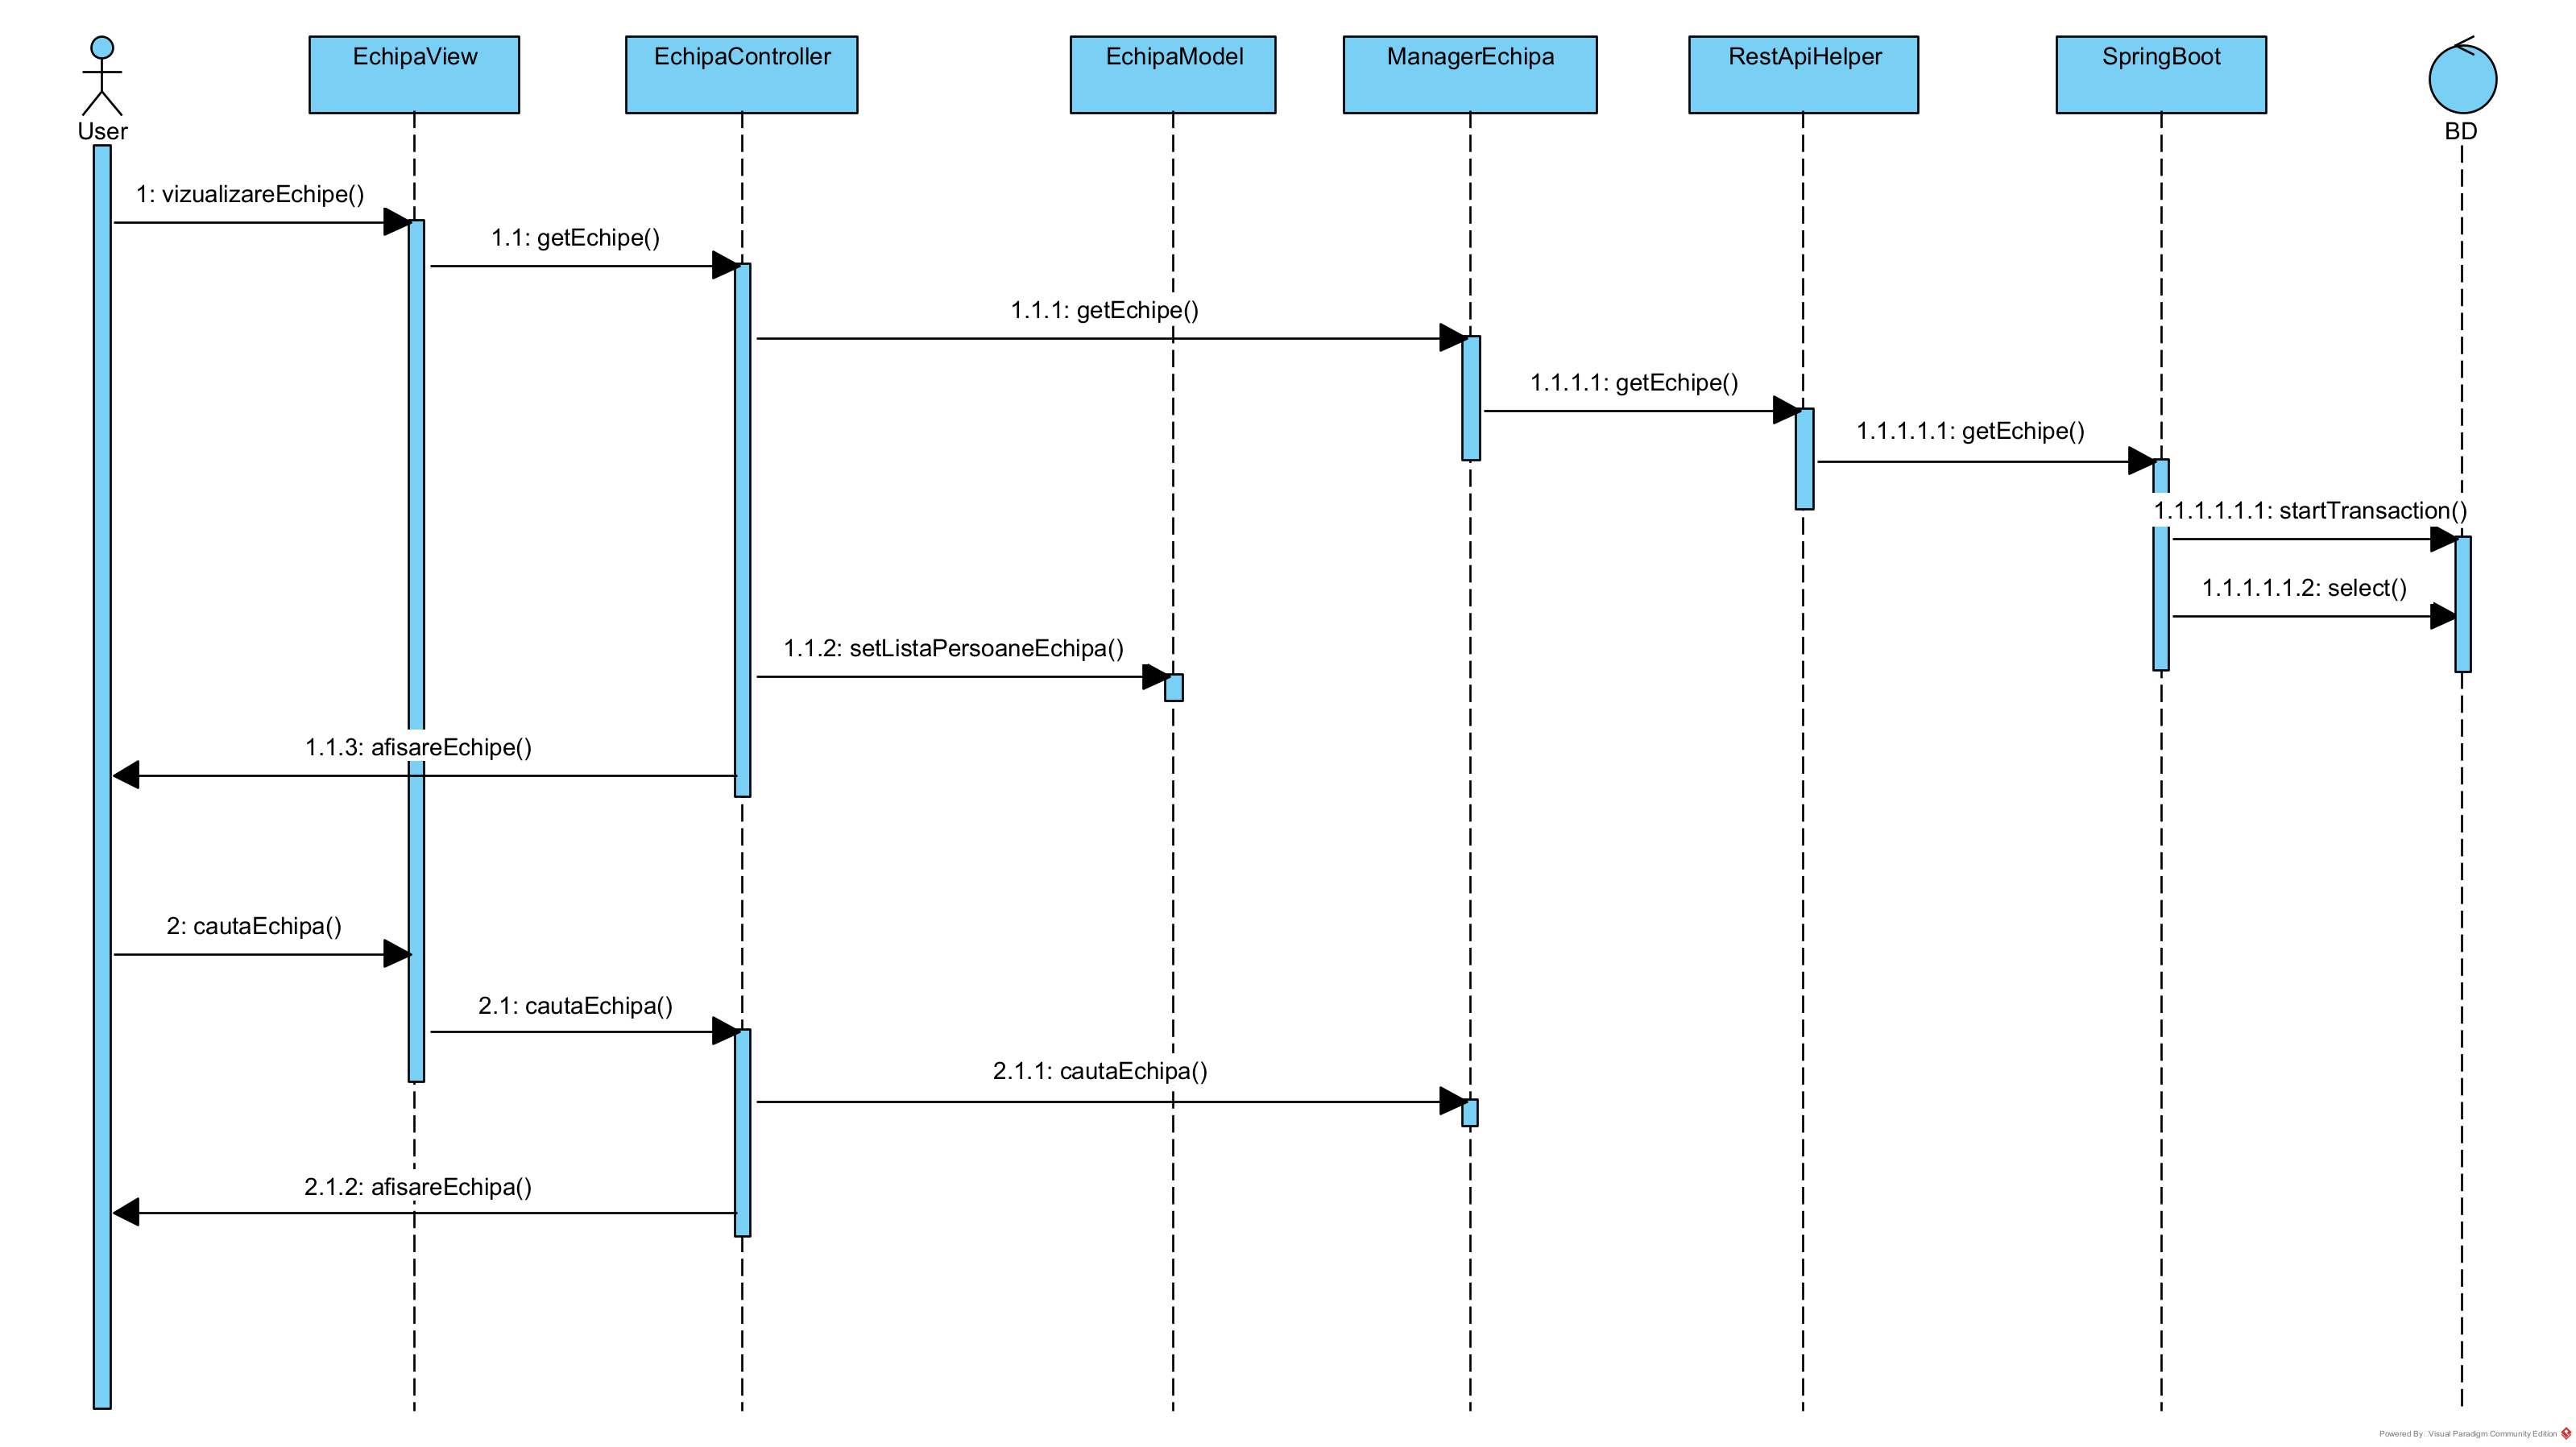 EchipaView
EchipaController
EchipaModel
ManagerEchipa
RestApiHelper
SpringBoot
User
BD
1: vizualizareEchipe()
1.1: getEchipe()
1.1.1: getEchipe()
1.1.1.1: getEchipe()
1.1.1.1.1: getEchipe()
1.1.1.1.1.1: startTransaction()
1.1.1.1.1.2: select()
1.1.2: setListaPersoaneEchipa()
1.1.3: afisareEchipe()
2: cautaEchipa()
2.1: cautaEchipa()
2.1.1: cautaEchipa()
2.1.2: afisareEchipa()
Powered By: Visual Paradigm Community Edition